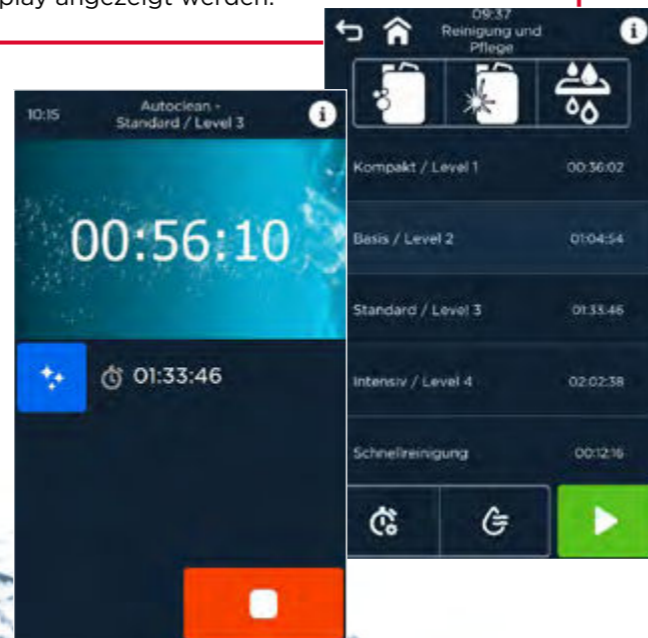 play angezeigt werden.
09:37
Reinigung und
Pflege
i
Kompakt / Level 1 00:36:02
Basis / Level 2 01:04:54
Standard / Level 3 01:33:46
Intensiv / Level 4 02:02:38
Schnellreinigung 00:12:16
10:15
Autoclean -
Standard / Level 3
i
00:56:10
01:33:46